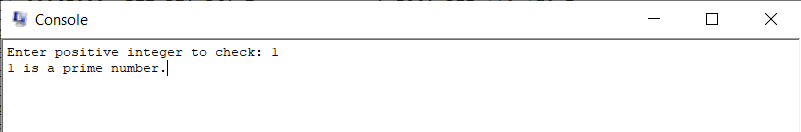 Console
Enter positive integer to check: 1
1 is a prime number.